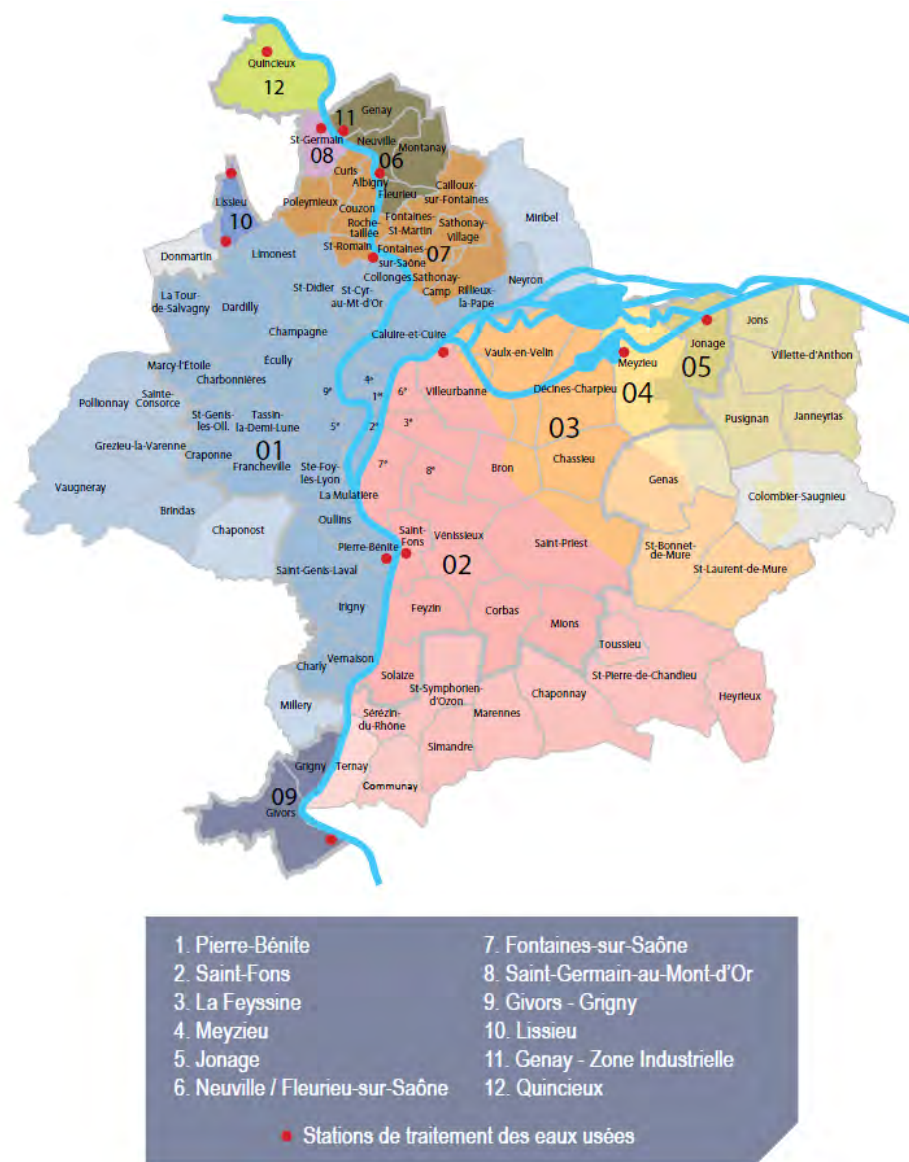 Quincieux
12
11
Genay
St-Germain
08
Neuville
06
Montanay
Curis
Albigny
Fleurieu
Cailloux-
sur-Fontaines
Lissieu
10
Poleymieux
Couzon
Roche-
taillée
Fontaines-
St-Martin
Sathonay-
Village
Miribel
Donmartin
Limonest
St-Romain
Fontaines-
sur-Saône
07
Collonges
Sathonay-
Camp
Rillieux-
la-Pape
Neyron
La Tour-
de-Salvagny
Dardilly
St-Didier
St-Cyr-
au-Mt-d'Or
Champagne
Caluire-et-Cuire
Vaulx-en-Velin
Meyzieu
04
Jonage
05
Jons
Villette-d'Anthon
Marcy-l'Etoile
Écully
Charbonnières
Pollionnay
Sainte-
Consorce
9e
4e
1er
6e
Villeurbanne
Décines-Charpieu
03
Pusignan
Janneyrias
St-Genis-
les-Oll.
Tassin-
la-Demi-Lune
01
5e
2e
3e
Grezieu-la-Varenne
Craponne
Francheville
Ste-Foy-
lès-Lyon
7e
8e
Bron
Chassieu
Genas
Vaugneray
La Mulatière
Colombier-Saugnieu
Brindas
Chaponost
Oullins
Pierre-Bénite
Saint-
Fons
Vénissieux
02
Saint-Priest
St-Bonnet-
de-Mure
St-Laurent-de-Mure
Saint-Genis-Laval
Irigny
Feyzin
Corbas
Mions
Toussieu
Charly
Vernaison
Solaize
St-Symphorien-
d'Ozon
Chaponnay
St-Pierre-de-Chandieu
Heyrieux
Millery
Sérézin-
du-Rhône
Marennes
Simandre
Grigny
Ternay
Communay
09
Givors
1. Pierre-Bénite
2. Saint-Fons
3. La Feyssine
4. Meyzieu
5. Jonage
6. Neuville / Fleurieu-sur-Saône
7. Fontaines-sur-Saône
8. Saint-Germain-au-Mont-d'Or
9. Givors - Grigny
10. Lissieu
11. Genay - Zone Industrielle
12. Quincieux
Stations de traitement des eaux usées